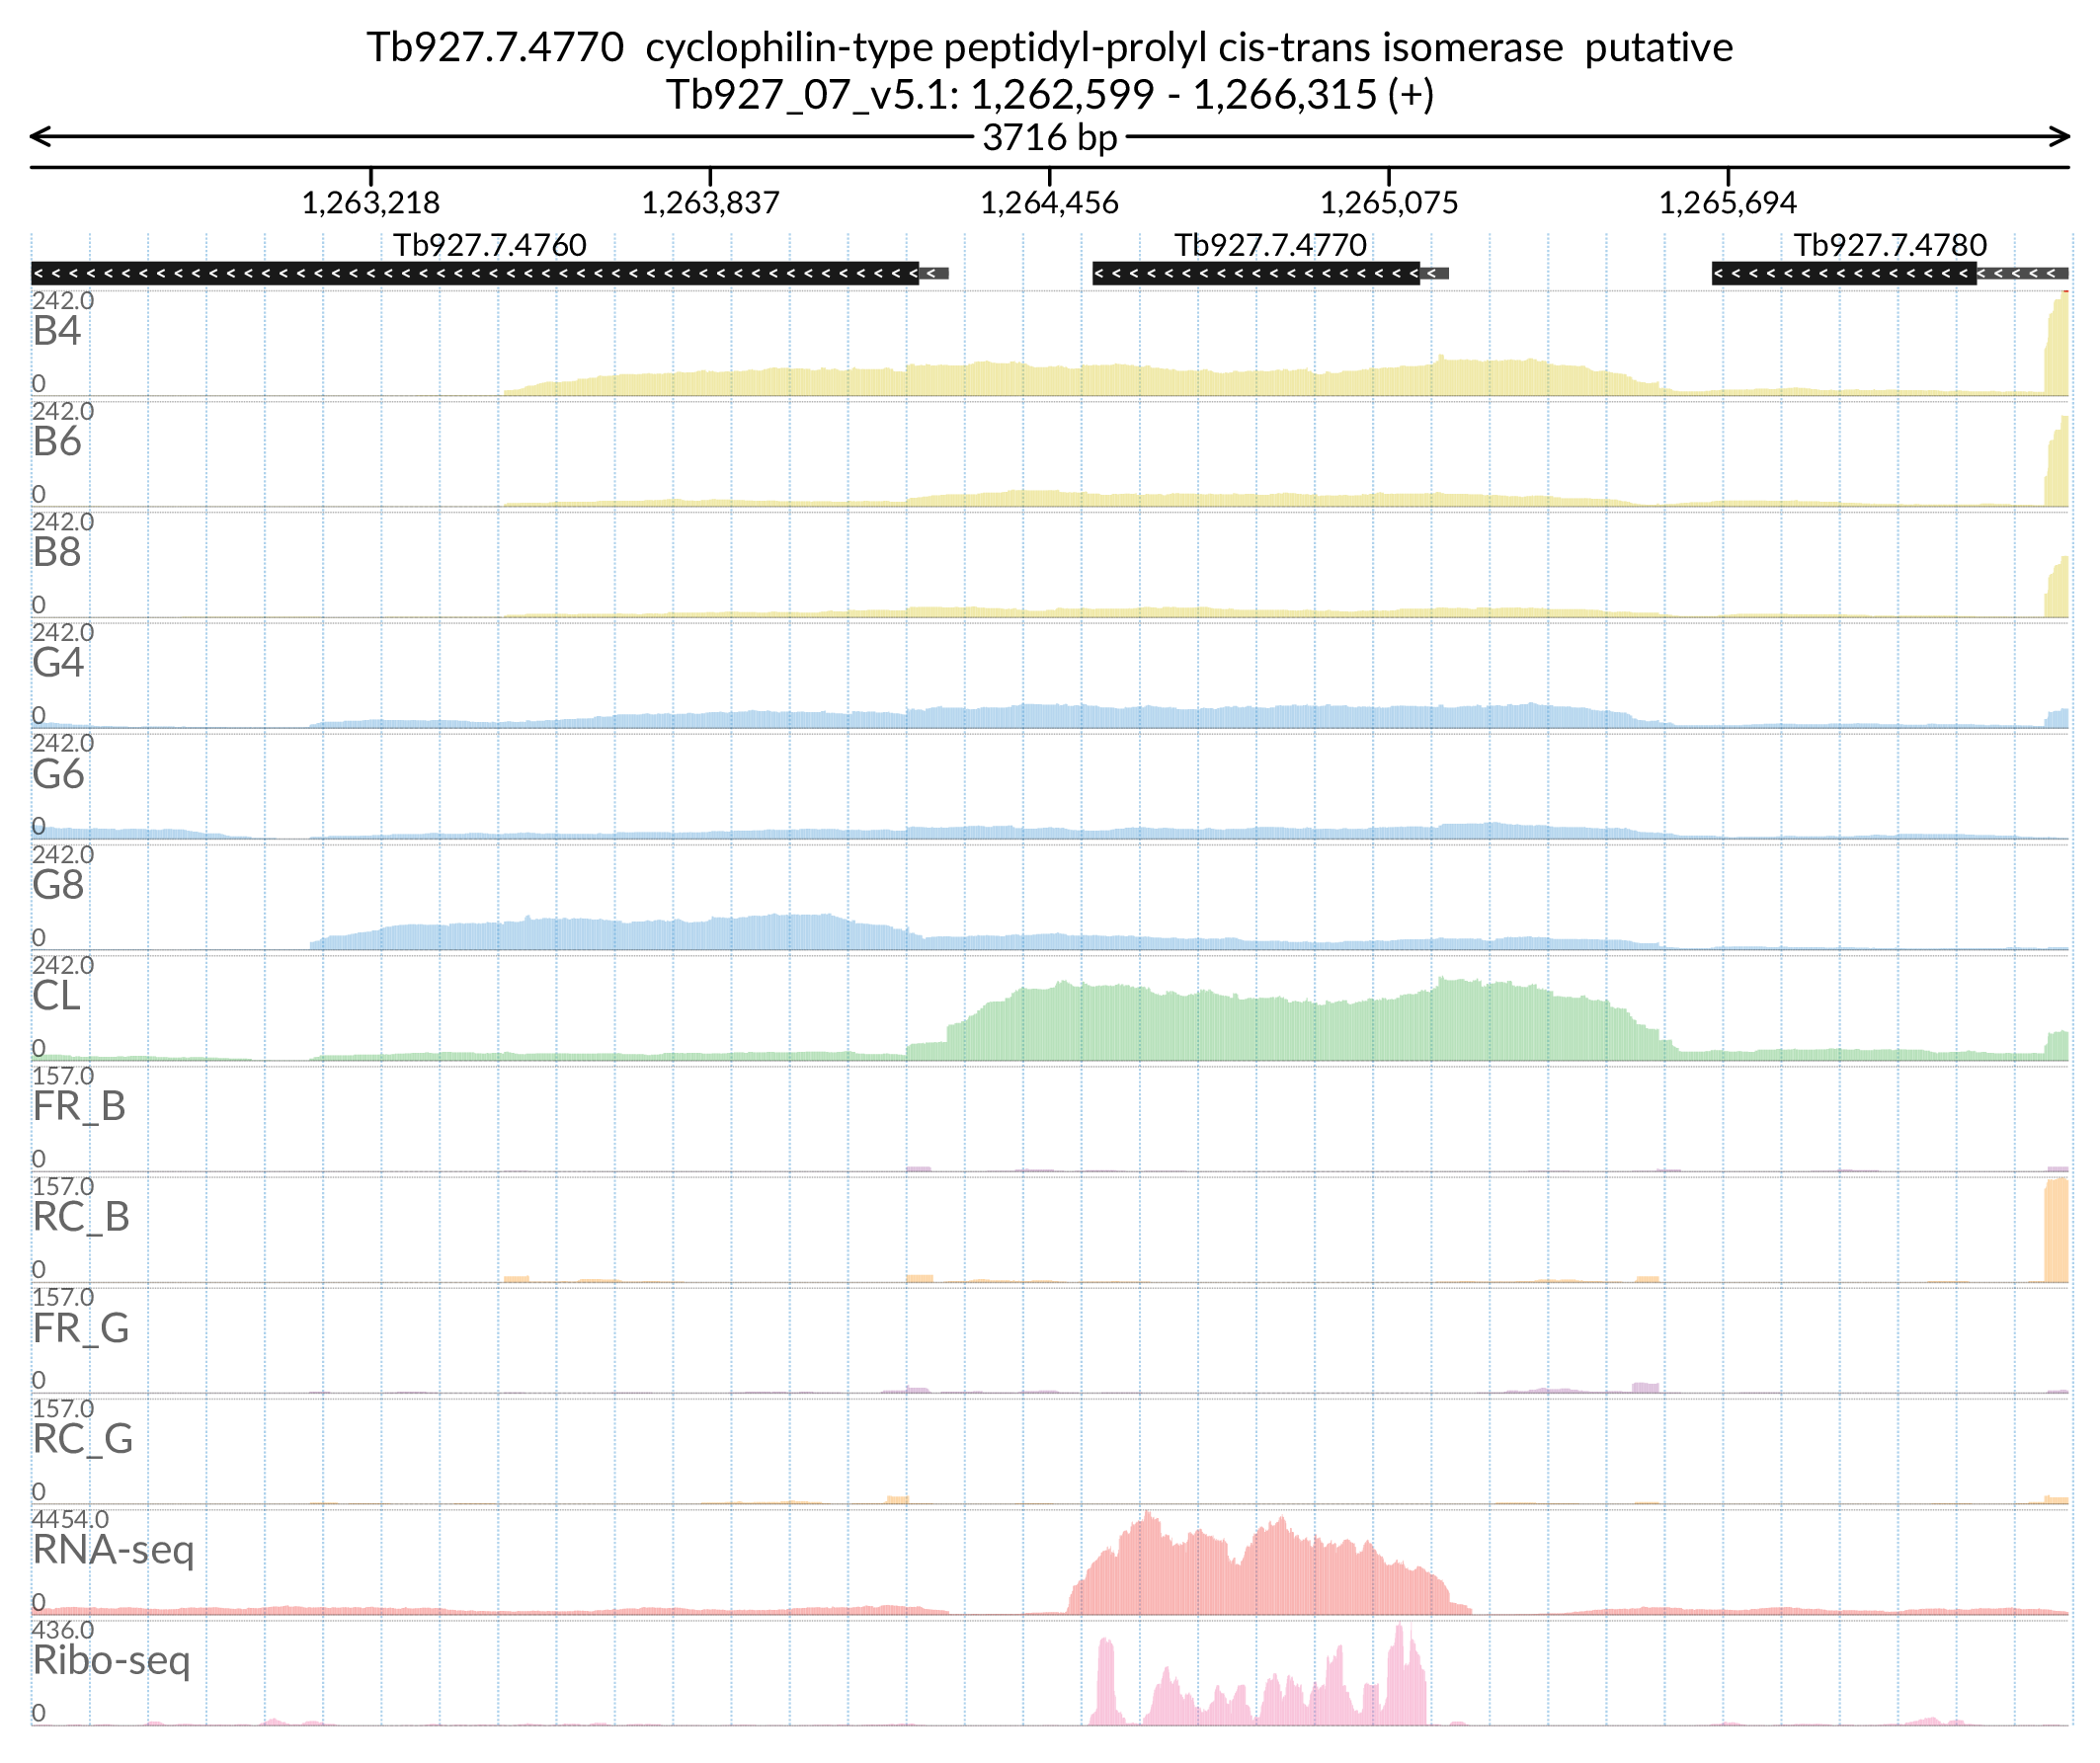 Tb927.7.4770  cyclophilin-type peptidyl-prolyl cis-trans isomerase  putative
Tb927_07_v5.1: 1,262,599 - 1,266,315 (+)
3716 bp
1,263,218 1,263,837 1,264,456 1,265,075 1,265,694
Tb927.7.4760 Tb927.7.4770 Tb927.7.4780
242.0
B4
0
242.0
B6
0
242.0
B8
0
242.0
G4
0
242.0
G6
0
242.0
G8
0
242.0
CL
0
157.0
FR_B
0
157.0
RC_B
0
157.0
FR_G
0
157.0
RC_G
0
4454.0
RNA-seq
0
436.0
Ribo-seq
0